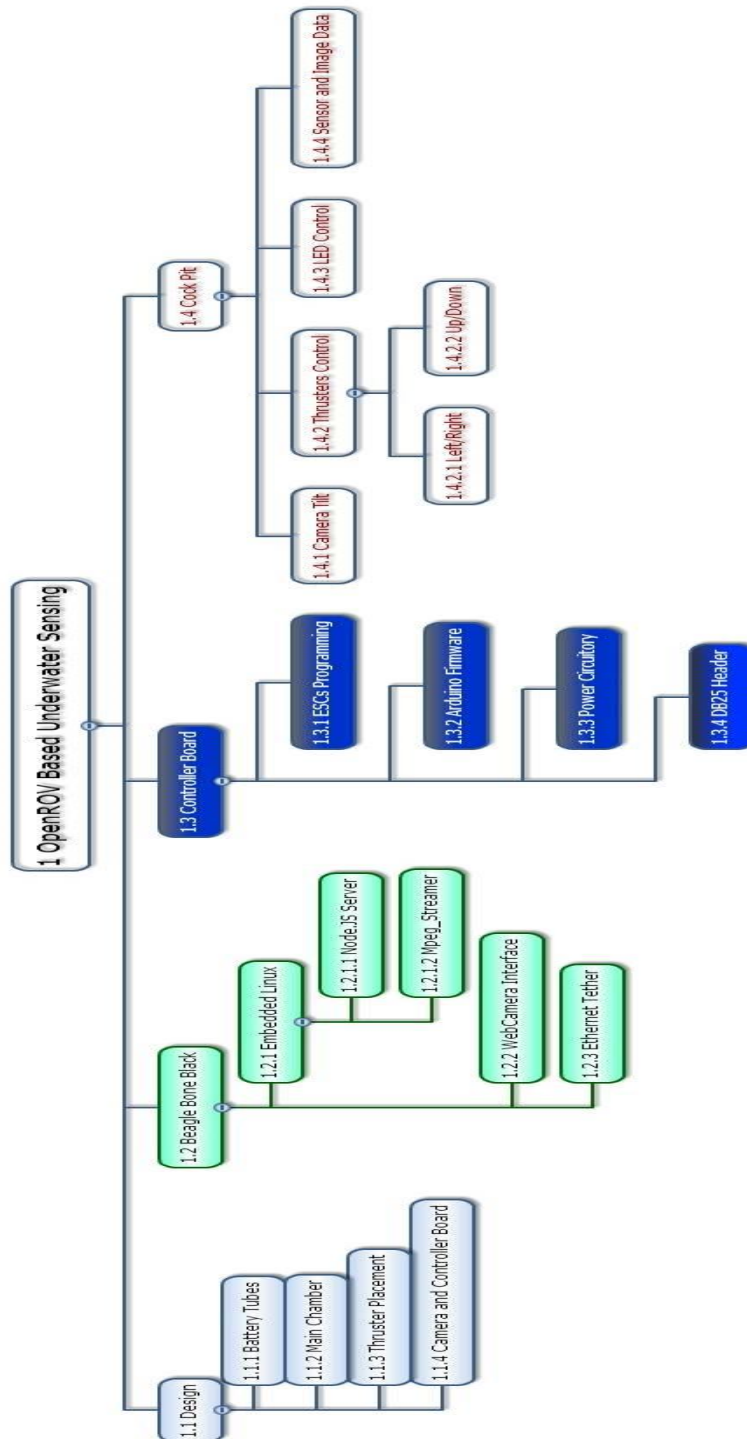 1 OpenROV Based Underwater Sensing
1.1 Design
1.1.1 Battery Tubes
1.1.2 Main Chamber
1.1.3 Thruster Placement
1.1.4 Camera and Controller Board
1.2 Beagle Bone Black
1.2.1 Embedded Linux
1.2.1.1 Node.JS Server
1.2.1.2 Mpeg_Streamer
1.2.2 WebCamera Interface
1.2.3 Ethernet Tether
1.3 Controller Board
1.3.1 ESCs Programming
1.3.2 Arduino Firmware
1.3.3 Power Circuitory
1.3.4 DB25 Header
1.4 Cock Pit
1.4.1 Camera Tilt
1.4.2 Thrusters Control
1.4.2.1 Left/Right
1.4.2.2 Up/Down
1.4.3 LED Control
1.4.4 Sensor and Image Data